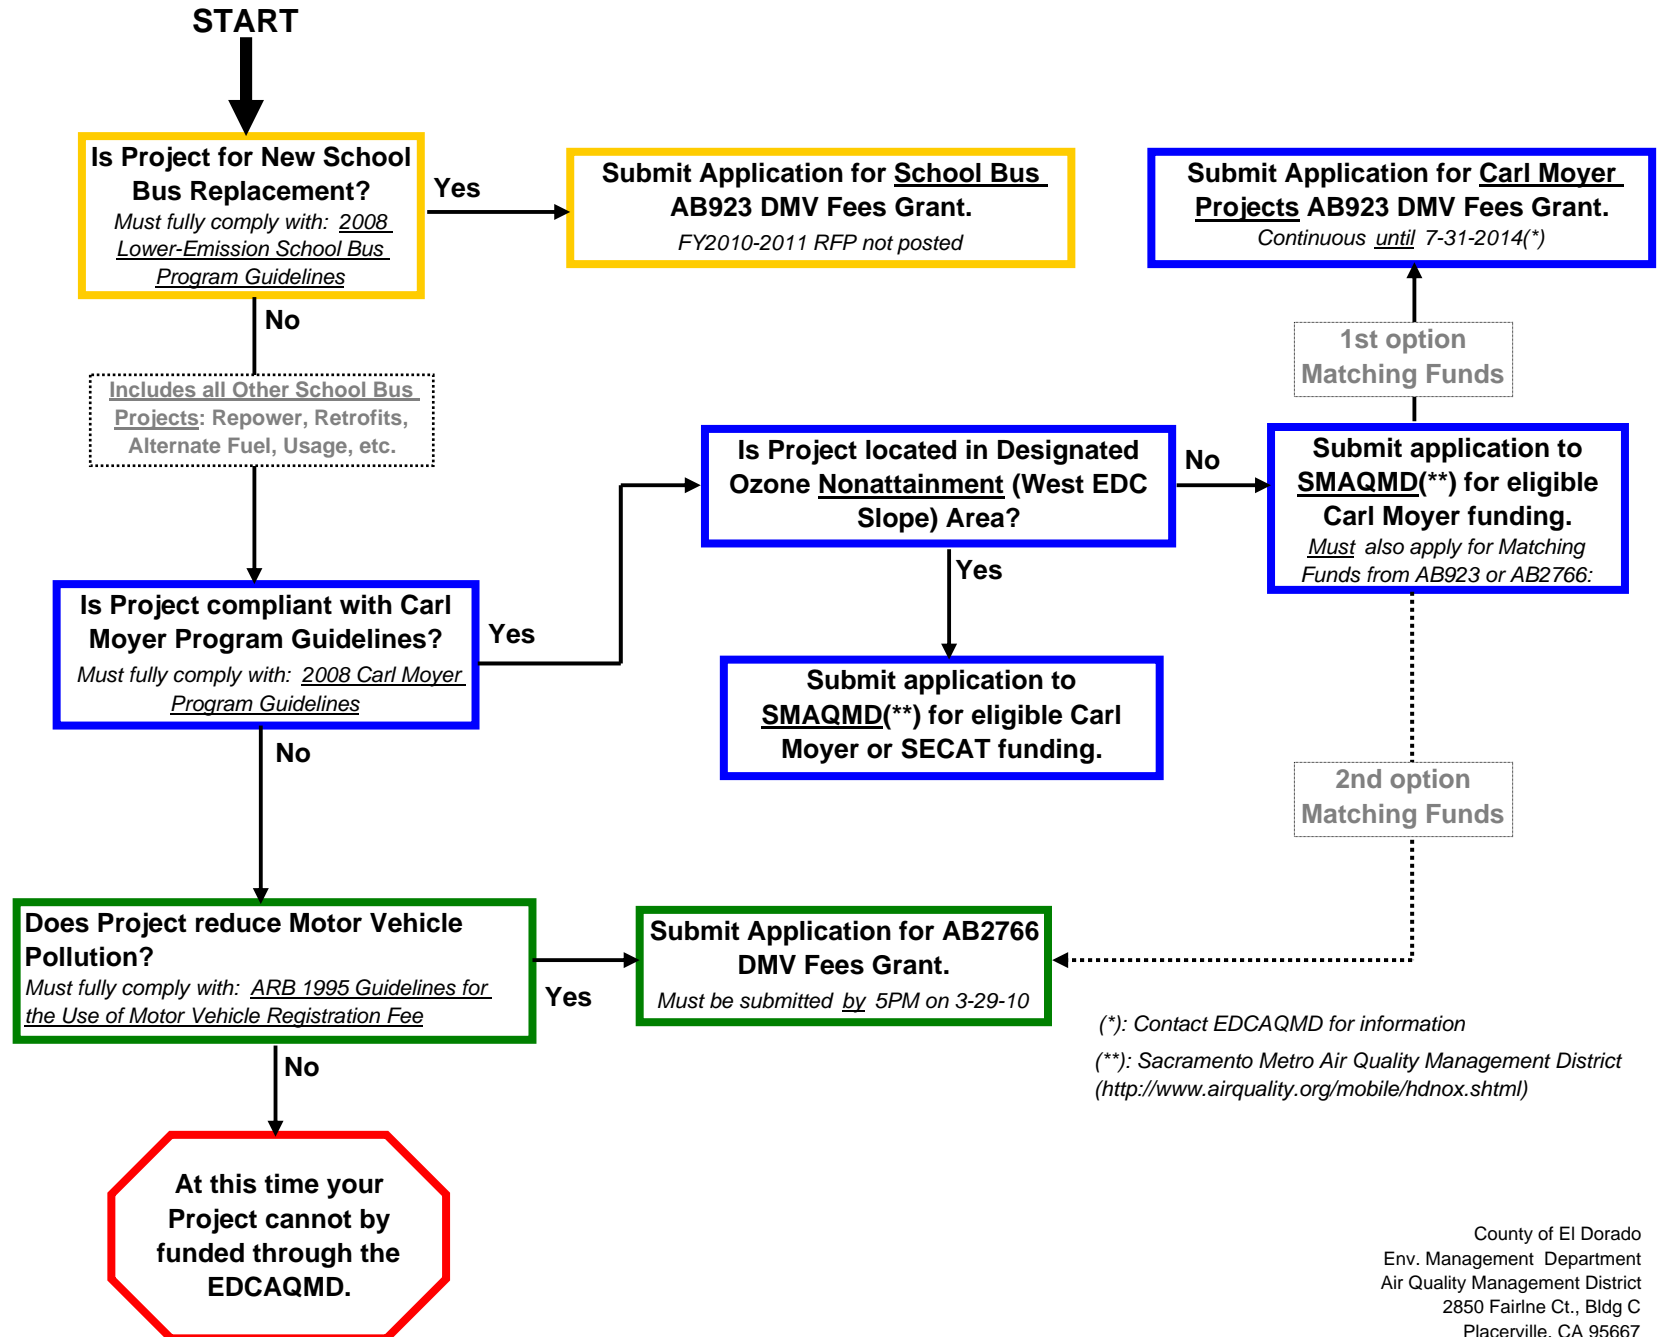 START
Is Project for New School
Bus Replacement?
Must fully comply with: 2008
Lower-Emission School Bus
Program Guidelines
Yes
Submit Application for School Bus
AB923 DMV Fees Grant.
FY2010-2011 RFP not posted
Submit Application for Carl Moyer
Projects AB923 DMV Fees Grant.
Continuous until 7-31-2014(*)
No
Includes all Other School Bus
Projects: Repower, Retrofits,
Alternate Fuel, Usage, etc.
1st option
Matching Funds
Is Project located in Designated
Ozone Nonattainment (West EDC
Slope) Area?
No
Submit application to
SMAQMD(**) for eligible
Carl Moyer funding.
Must also apply for Matching
Funds from AB923 or AB2766:
Yes
Is Project compliant with Carl
Moyer Program Guidelines?
Must fully comply with: 2008 Carl Moyer
Program Guidelines
Yes
Submit application to
SMAQMD(**) for eligible Carl
Moyer or SECAT funding.
No
2nd option
Matching Funds
Does Project reduce Motor Vehicle
Pollution?
Must fully comply with: ARB 1995 Guidelines for
the Use of Motor Vehicle Registration Fee
Yes
Submit Application for AB2766
DMV Fees Grant.
Must be submitted by 5PM on 3-29-10
(*): Contact EDCAQMD for information
(**): Sacramento Metro Air Quality Management District
(http://www.airquality.org/mobile/hdnox.shtml)
No
At this time your
Project cannot by
funded through the
EDCAQMD.
County of El Dorado
Env. Management Department
Air Quality Management District
2850 Fairlne Ct., Bldg C
Placerville, CA 95667